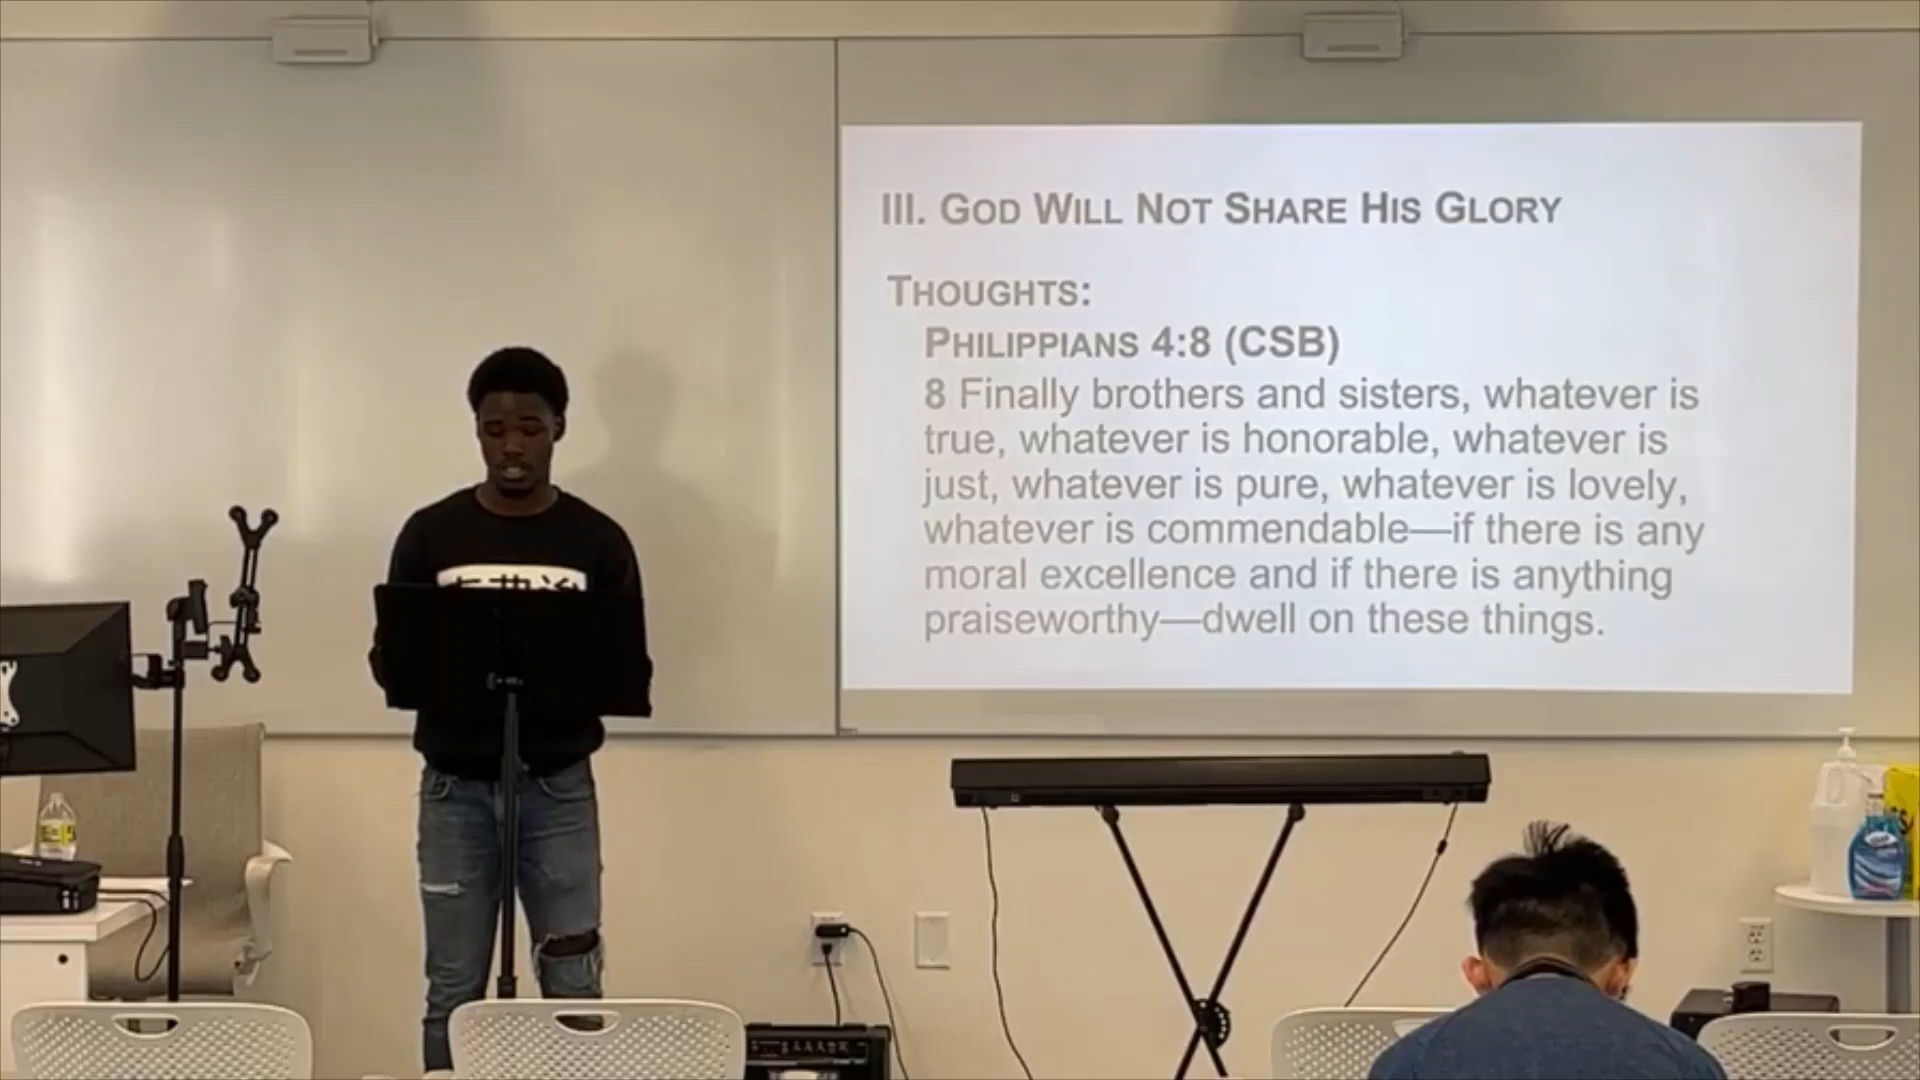 III. GOD WILL NOT SHARE HIS GLORY
THOUGHTS:
PHILIPPIANS 4:8 (CSB)
8 Finally brothers and sisters, whatever is
true, whatever is honorable, whatever is
just, whatever is pure, whatever is lovely,
whatever is commendable—if there is any
moral excellence and if there is anything
praiseworthy—dwell on these things.